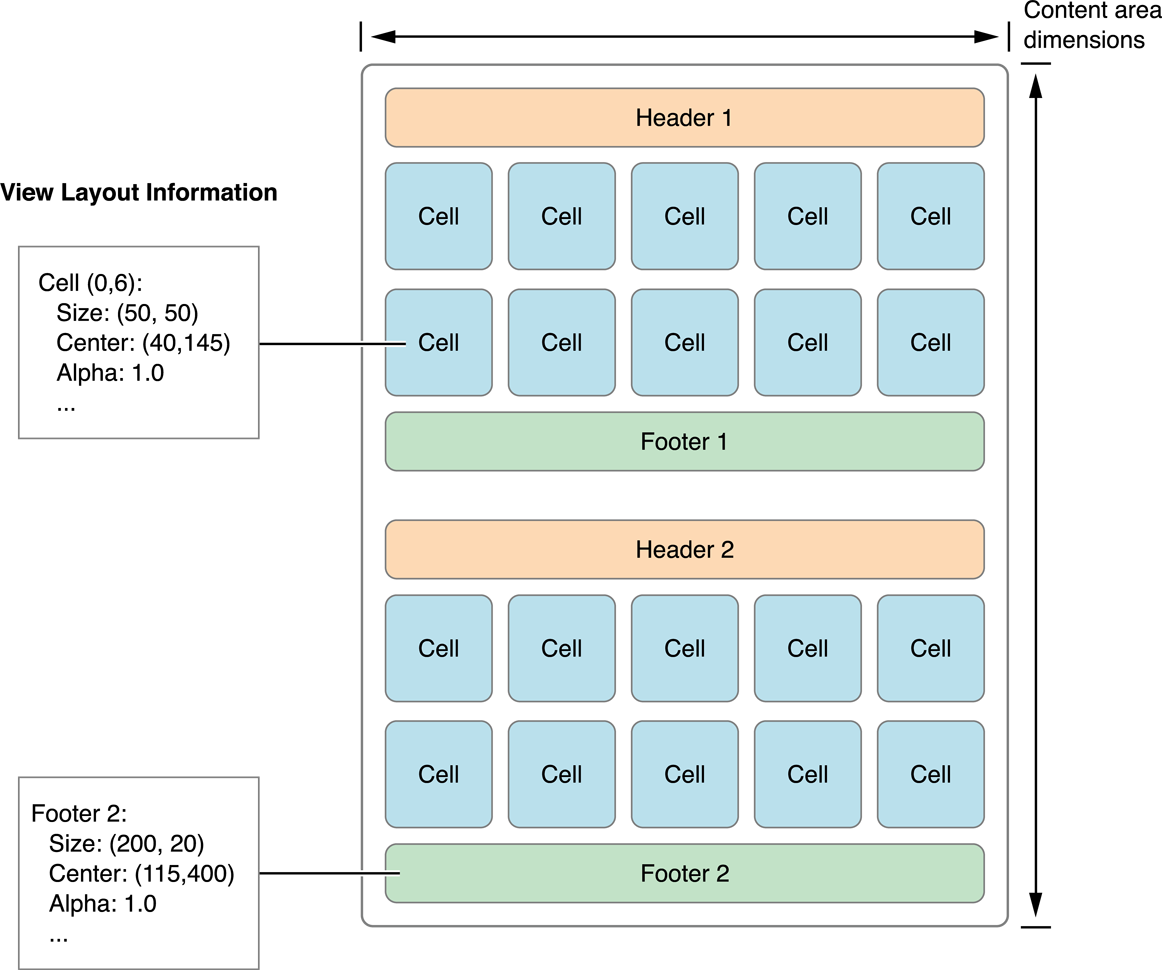 Content area
dimensions
Header 1
View Layout Information
Cell Cell Cell Cell Cell
Cell (0,6):
Size: (50, 50)
Center: (40,145)
Alpha: 1.0
...
Cell Cell Cell Cell Cell
Footer 1
Header 2
Cell Cell Cell Cell Cell
Cell Cell Cell Cell Cell
Footer 2:
Size: (200, 20)
Center: (115,400)
Alpha: 1.0
...
Footer 2